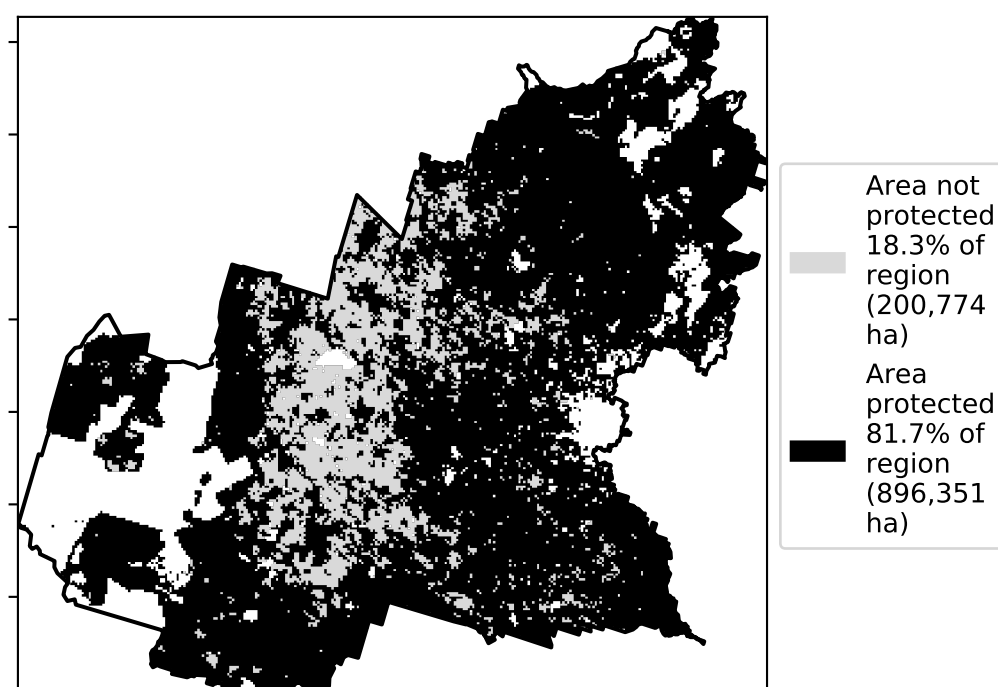 Area not
protected
18.3% of
region
(200,774
ha)
Area
protected
81.7% of
region
(896,351
ha)